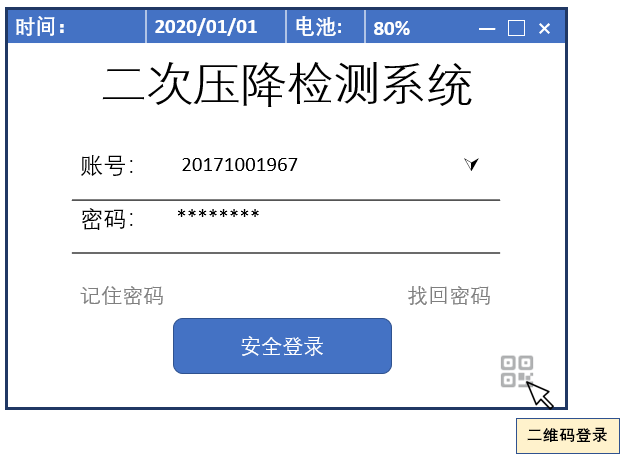 时间： 2020/01/01 电池: 80%
二次压降检测系统
账号: 20171001967
密码: ********
记住密码 找回密码
安全登录
二维码登录